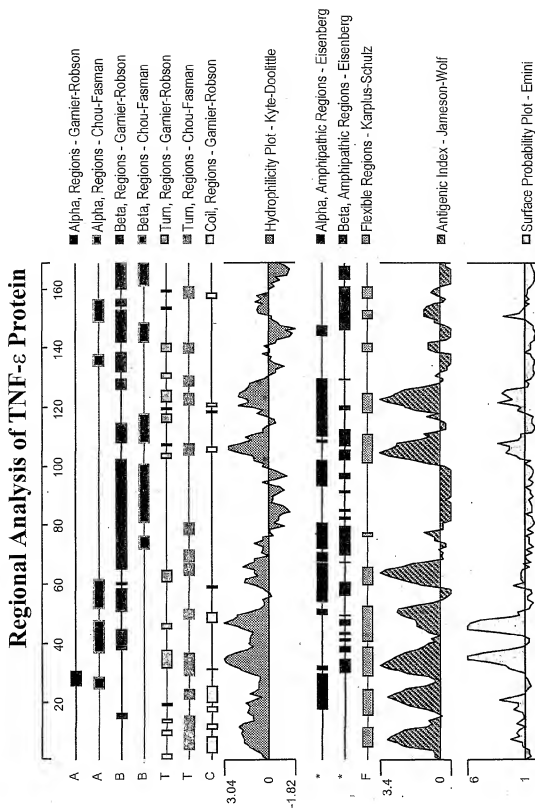 Regional Analysis of TNF-ε Protein
20 40 60 80 100 120 140 160
A Alpha, Regions - Garnier-Robson
A Alpha, Regions - Chou-Fasman
B Beta, Regions - Garnier-Robson
B Beta, Regions - Chou-Fasman
T Turn, Regions - Garnier-Robson
T Turn, Regions - Chou-Fasman
C Coil, Regions - Garnier-Robson
3.04
0 Hydrophilicity Plot - Kyte-Doolittle
-1.82
* Alpha, Amphipathic Regions - Eisenberg
* Beta, Amphipathic Regions - Eisenberg
F Flexible Regions - Karplus-Schulz
3.4
Antigenic Index - Jameson-Wolf
0
6
Surface Probability Plot - Emini
1